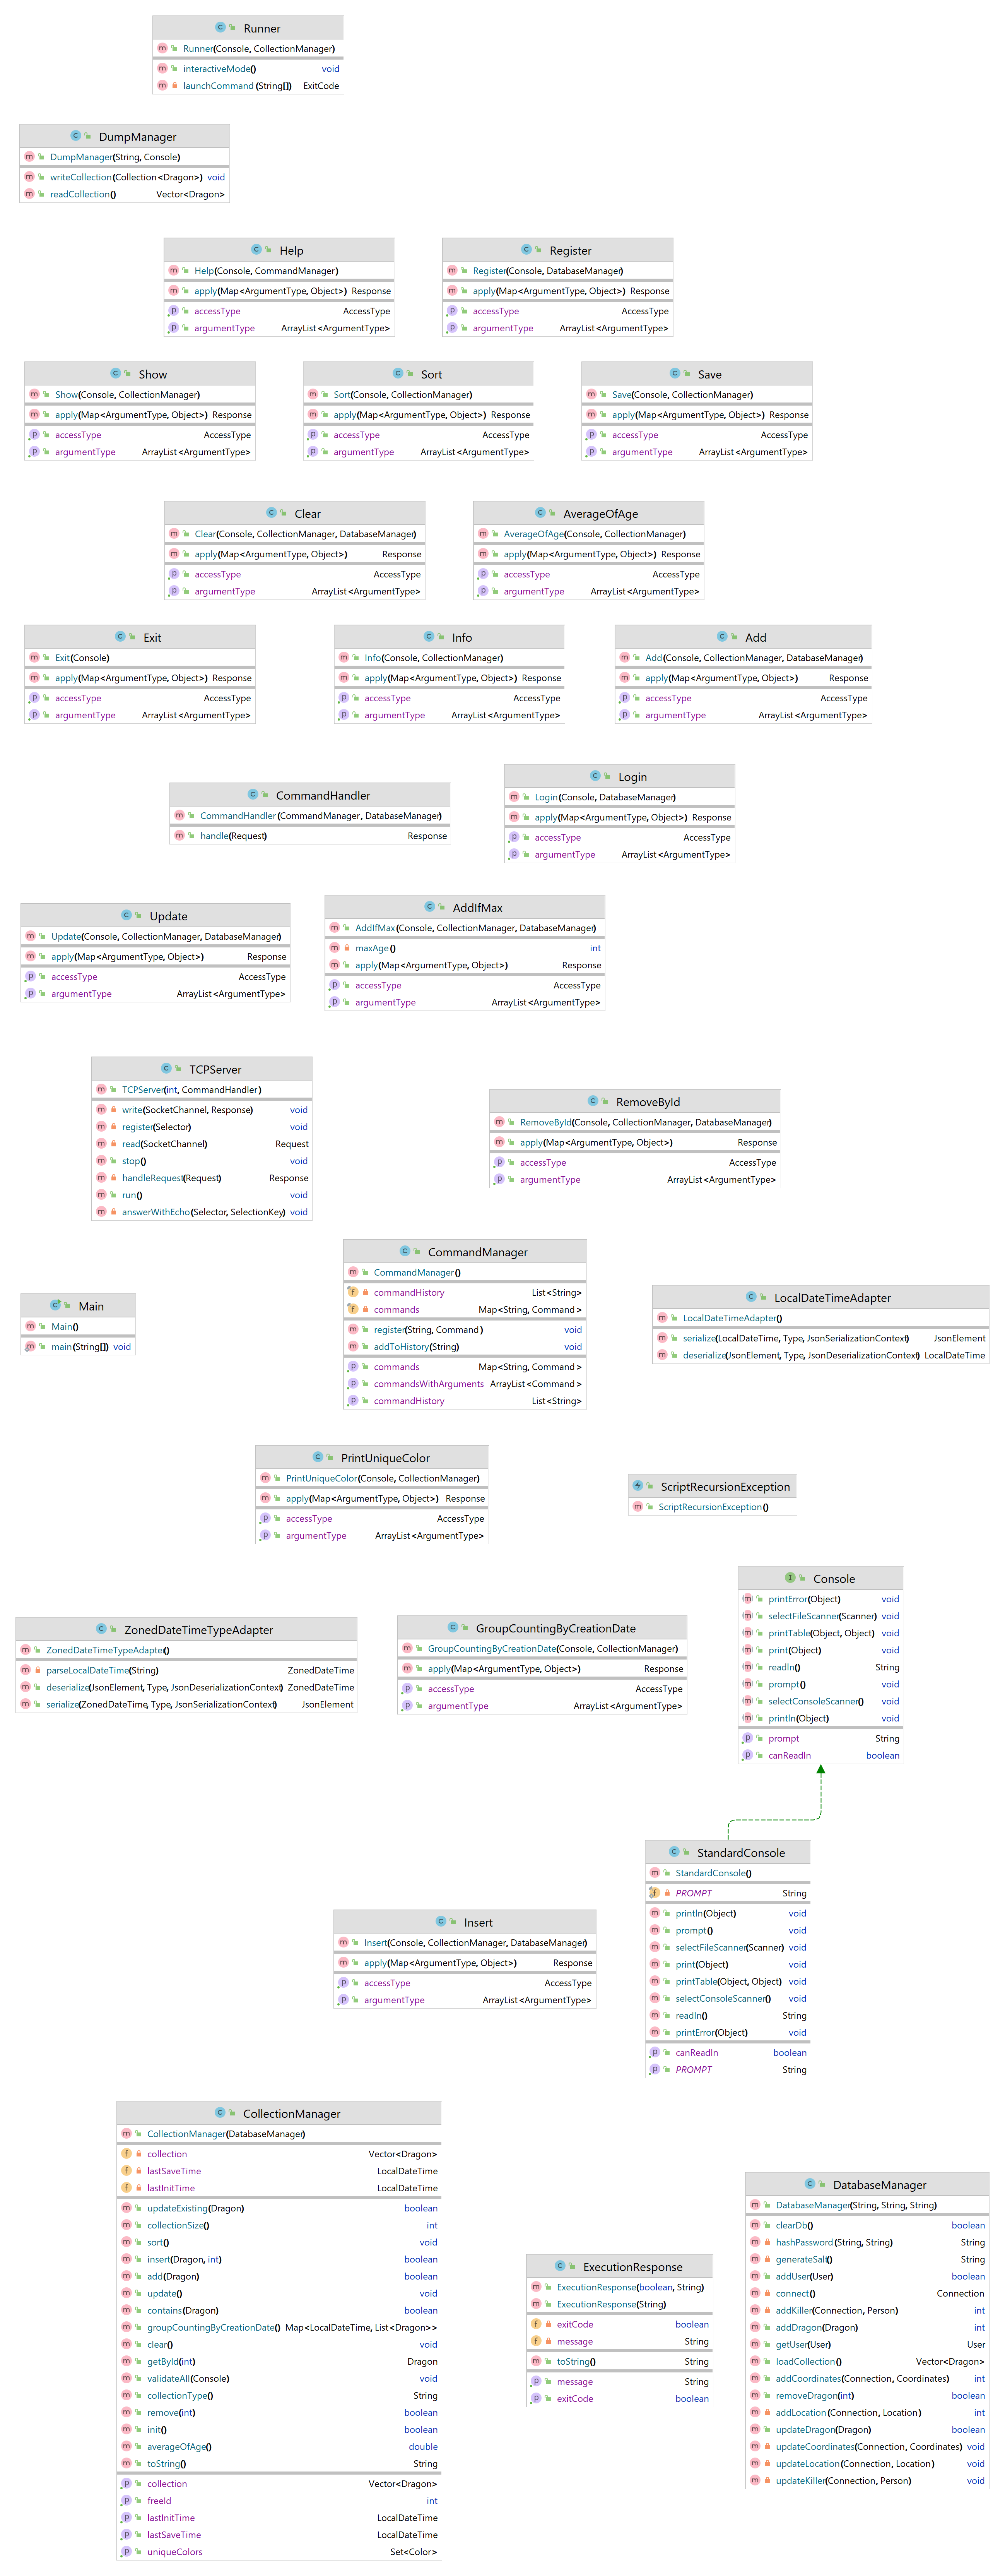 Runner
Runner(Console, CollectionManager)
interactiveMode() void
launchCommand(String[]) ExitCode
DumpManager
DumpManager(String, Console)
writeCollection(Collection<Dragon>) void
readCollection() Vector<Dragon>
Help
Help(Console, CommandManager)
apply(Map<ArgumentType, Object>) Response
accessType AccessType
argumentType ArrayList<ArgumentType>
Register
Register(Console, DatabaseManager)
apply(Map<ArgumentType, Object>) Response
accessType AccessType
argumentType ArrayList<ArgumentType>
Show
Show(Console, CollectionManager)
apply(Map<ArgumentType, Object>) Response
accessType AccessType
argumentType ArrayList<ArgumentType>
Sort
Sort(Console, CollectionManager)
apply(Map<ArgumentType, Object>) Response
accessType AccessType
argumentType ArrayList<ArgumentType>
Save
Save(Console, CollectionManager)
apply(Map<ArgumentType, Object>) Response
accessType AccessType
argumentType ArrayList<ArgumentType>
Clear
Clear(Console, CollectionManager, DatabaseManager)
apply(Map<ArgumentType, Object>) Response
accessType AccessType
argumentType ArrayList<ArgumentType>
AverageOfAge
AverageOfAge(Console, CollectionManager)
apply(Map<ArgumentType, Object>) Response
accessType AccessType
argumentType ArrayList<ArgumentType>
Exit
Exit(Console)
apply(Map<ArgumentType, Object>) Response
accessType AccessType
argumentType ArrayList<ArgumentType>
Info
Info(Console, CollectionManager)
apply(Map<ArgumentType, Object>) Response
accessType AccessType
argumentType ArrayList<ArgumentType>
Add
Add(Console, CollectionManager, DatabaseManager)
apply(Map<ArgumentType, Object>) Response
accessType AccessType
argumentType ArrayList<ArgumentType>
CommandHandler
CommandHandler(CommandManager, DatabaseManager)
handle(Request) Response
Login
Login(Console, DatabaseManager)
apply(Map<ArgumentType, Object>) Response
accessType AccessType
argumentType ArrayList<ArgumentType>
Update
Update(Console, CollectionManager, DatabaseManager)
apply(Map<ArgumentType, Object>) Response
accessType AccessType
argumentType ArrayList<ArgumentType>
AddIfMax
AddIfMax(Console, CollectionManager, DatabaseManager)
maxAge() int
apply(Map<ArgumentType, Object>) Response
accessType AccessType
argumentType ArrayList<ArgumentType>
TCPServer
TCPServer(int, CommandHandler)
write(SocketChannel, Response) void
register(Selector) void
read(SocketChannel) Request
stop() void
handleRequest(Request) Response
run() void
answerWithEcho(Selector, SelectionKey) void
RemoveById
RemoveById(Console, CollectionManager, DatabaseManager)
apply(Map<ArgumentType, Object>) Response
accessType AccessType
argumentType ArrayList<ArgumentType>
CommandManager
CommandManager()
commandHistory List<String>
commands Map<String, Command>
register(String, Command) void
addToHistory(String) void
commands Map<String, Command>
commandsWithArguments ArrayList<Command>
commandHistory List<String>
Main
Main()
main(String[]) void
LocalDateTimeAdapter
LocalDateTimeAdapter()
serialize(LocalDateTime, Type, JsonSerializationContext) JsonElement
deserialize(JsonElement, Type, JsonDeserializationContext) LocalDateTime
PrintUniqueColor
PrintUniqueColor(Console, CollectionManager)
apply(Map<ArgumentType, Object>) Response
accessType AccessType
argumentType ArrayList<ArgumentType>
ScriptRecursionException
ScriptRecursionException()
Console
printError(Object) void
selectFileScanner(Scanner) void
printTable(Object, Object) void
print(Object) void
readln() String
prompt() void
selectConsoleScanner() void
println(Object) void
prompt String
canReadln boolean
ZonedDateTimeTypeAdapter
ZonedDateTimeTypeAdapter()
parseLocalDateTime(String) ZonedDateTime
deserialize(JsonElement, Type, JsonDeserializationContext) ZonedDateTime
serialize(ZonedDateTime, Type, JsonSerializationContext) JsonElement
GroupCountingByCreationDate
GroupCountingByCreationDate(Console, CollectionManager)
apply(Map<ArgumentType, Object>) Response
accessType AccessType
argumentType ArrayList<ArgumentType>
StandardConsole
StandardConsole()
PROMPT String
println(Object) void
prompt() void
selectFileScanner(Scanner) void
print(Object) void
printTable(Object, Object) void
selectConsoleScanner() void
readln() String
printError(Object) void
canReadln boolean
PROMPT String
Insert
Insert(Console, CollectionManager, DatabaseManager)
apply(Map<ArgumentType, Object>) Response
accessType AccessType
argumentType ArrayList<ArgumentType>
CollectionManager
CollectionManager(DatabaseManager)
collection Vector<Dragon>
lastSaveTime LocalDateTime
lastInitTime LocalDateTime
updateExisting(Dragon) boolean
collectionSize() int
sort() void
insert(Dragon, int) boolean
add(Dragon) boolean
update() void
contains(Dragon) boolean
groupCountingByCreationDate() Map<LocalDateTime, List<Dragon>>
clear() void
getById(int) Dragon
validateAll(Console) void
collectionType() String
remove(int) boolean
init() boolean
averageOfAge() double
toString() String
collection Vector<Dragon>
freeId int
lastInitTime LocalDateTime
lastSaveTime LocalDateTime
uniqueColors Set<Color>
DatabaseManager
DatabaseManager(String, String, String)
clearDb() boolean
hashPassword(String, String) String
generateSalt() String
addUser(User) boolean
connect() Connection
addKiller(Connection, Person) int
addDragon(Dragon) int
getUser(User) User
loadCollection() Vector<Dragon>
addCoordinates(Connection, Coordinates) int
removeDragon(int) boolean
addLocation(Connection, Location) int
updateDragon(Dragon) boolean
updateCoordinates(Connection, Coordinates) void
updateLocation(Connection, Location) void
updateKiller(Connection, Person) void
ExecutionResponse
ExecutionResponse(boolean, String)
ExecutionResponse(String)
exitCode boolean
message String
toString() String
message String
exitCode boolean